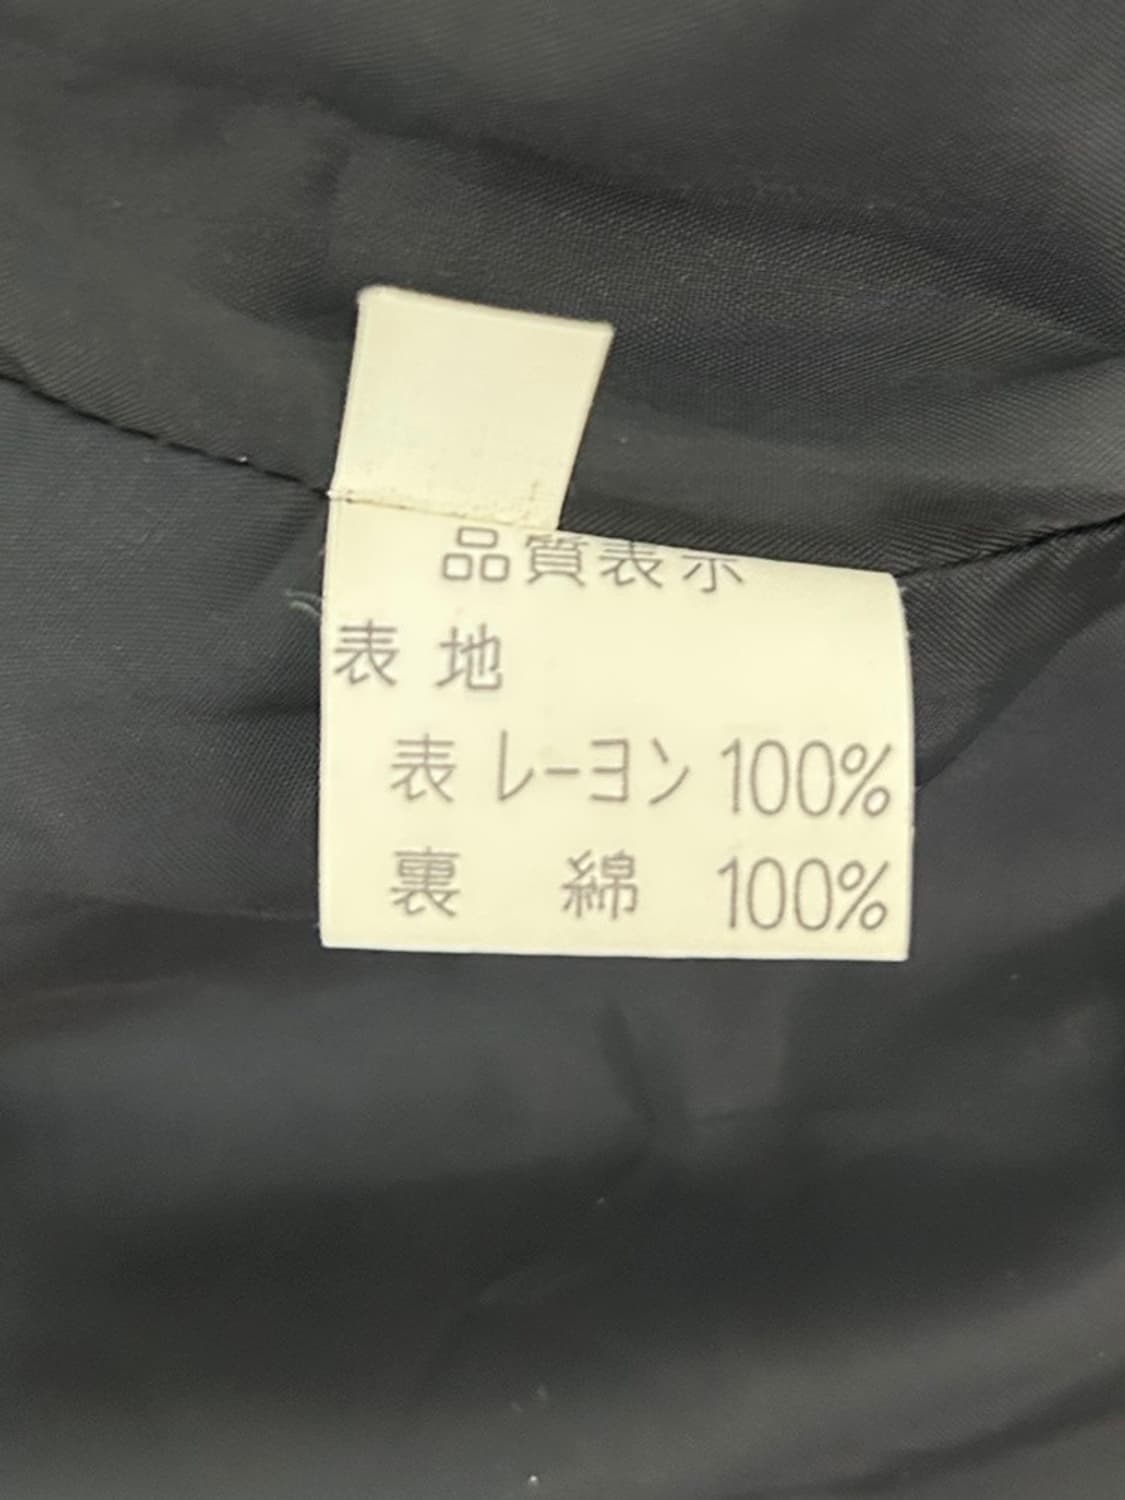 品質表示
表 地
表 レーヨン 100%
裏 綿 100%